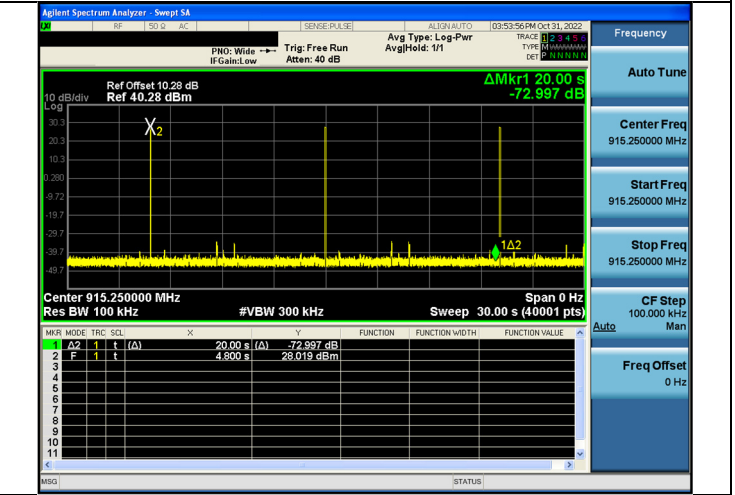 Agilent Spectrum Analyzer - Swept SA
RF 50 Ω AC SENSE:PULSE ALIGN AUTO 03:53:56 PM Oct 31, 2022
Frequency
PNO: Wide Trig: Free Run Avg Type: Log-Pwr TRACE 1 2 3 4 5 6
IFGain:Low Atten: 40 dB Avg|Hold: 1/1 TYPE M
DET P N N N N N
Auto Tune
Ref Offset 10.28 dB ΔMkr1 20.00 s
10 dB/div Ref 40.28 dBm -72.997 dB
Log
30.3
20.3
10.3
0.280
-9.72
-19.7
-29.7
-39.7
-49.7
X2
1Δ2
Center Freq
915.250000 MHz
Start Freq
915.250000 MHz
Stop Freq
915.250000 MHz
Center 915.250000 MHz Span 0 Hz
Res BW 100 kHz #VBW 300 kHz Sweep 30.00 s (40001 pts)
CF Step
100.000 kHz
Auto Man
Freq Offset
0 Hz
MKR MODE TRC SCL X Y FUNCTION FUNCTION WIDTH FUNCTION VALUE
1 Δ2 1 t (Δ) 20.00 s (Δ) -72.997 dB
2 F 1 t 4.800 s 28.019 dBm
3
4
5
6
7
8
9
10
11
MSG STATUS